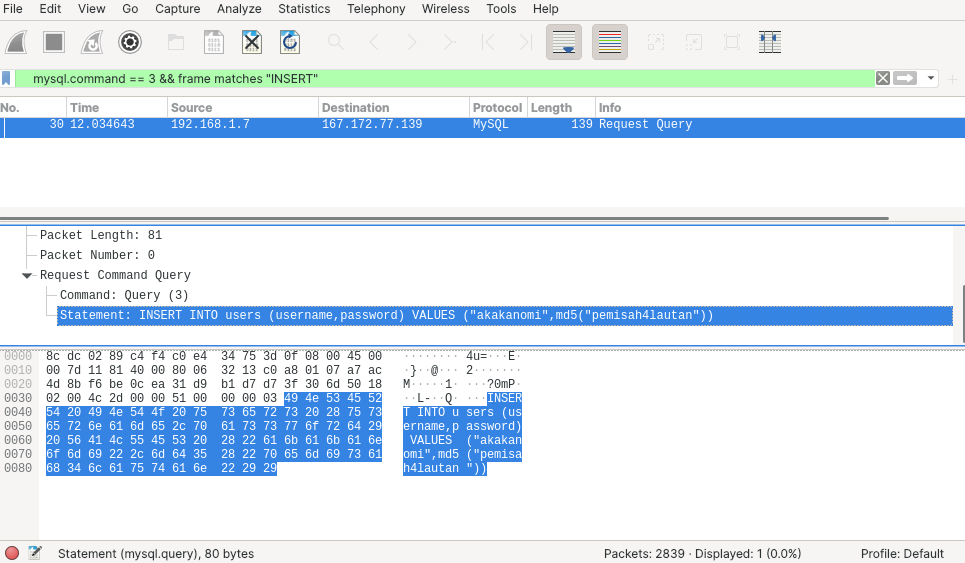 File Edit View Go Capture Analyze Statistics Telephony Wireless Tools Help
mysql.command == 3 && frame matches "INSERT"
No. Time Source Destination Protocol Length Info
30 12.034643 192.168.1.7 167.172.77.139 MySQL 139 Request Query
Packet Length: 81
Packet Number: 0
Request Command Query
Command: Query (3)
Statement: INSERT INTO users (username,password) VALUES ("akakanomi",md5("pemisah4lautan"))
0000 8c dc 02 89 c4 f4 c0 e4 34 75 3d 0f 08 00 45 00 ········ 4u=···E·
0010 00 7d 11 81 40 00 80 06 32 13 c0 a8 01 07 a7 ac ·}··@··· 2·······
0020 4d 8b f6 be 0c ea 31 d9 b1 d7 d7 3f 30 6d 50 18 M·····1· ···?0mP·
0030 02 00 4c 2d 00 00 51 00 00 00 03 49 4e 53 45 52 ··L-··Q· ···INSER
0040 54 20 49 4e 54 4f 20 75 73 65 72 73 20 28 75 73 T INTO u sers (us
0050 65 72 6e 61 6d 65 2c 70 61 73 73 77 6f 72 64 29 ername,p assword)
0060 20 56 41 4c 55 45 53 20 28 22 61 6b 61 6b 61 6e VALUES ("akakan
0070 6f 6d 69 22 2c 6d 64 35 28 22 70 65 6d 69 73 61 omi",md5 ("pemisa
0080 68 34 6c 61 75 74 61 6e 22 29 29 h4lautan "))
Statement (mysql.query), 80 bytes Packets: 2839 · Displayed: 1 (0.0%) Profile: Default